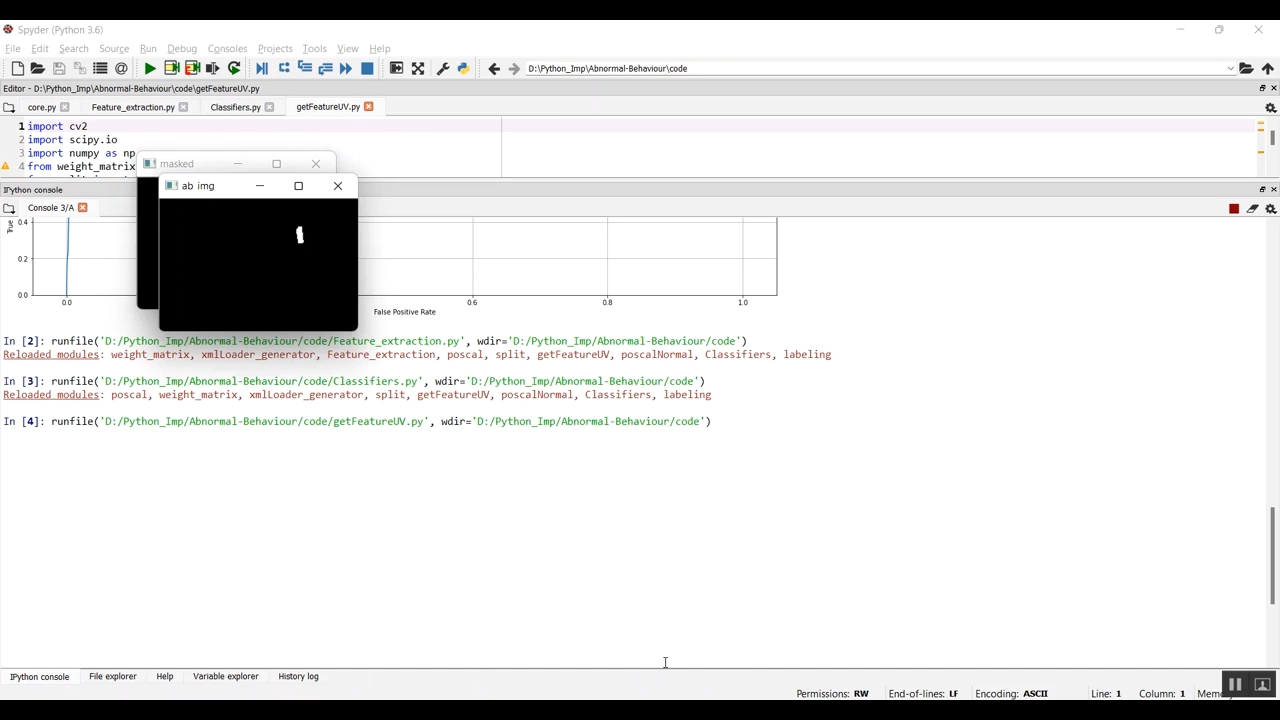 Spyder (Python 3.6)
File Edit Search Source Run Debug Consoles Projects Tools View Help
D:\Python_Imp\Abnormal-Behaviour\code
Editor - D:\Python_Imp\Abnormal-Behaviour\code\getFeatureUV.py
core.py Feature_extraction.py Classifiers.py getFeatureUV.py
1 import cv2
2 import scipy.io
3 import numpy as np
4 from weight_matrix
masked
ab img
IPython console
Console 3/A
True
0.4
0.2
0.0
0.0 0.6 0.8 1.0
False Positive Rate
In [2]: runfile('D:/Python_Imp/Abnormal-Behaviour/code/Feature_extraction.py', wdir='D:/Python_Imp/Abnormal-Behaviour/code')
Reloaded modules: weight_matrix, xmlLoader_generator, Feature_extraction, poscal, split, getFeatureUV, poscalNormal, Classifiers, labeling
In [3]: runfile('D:/Python_Imp/Abnormal-Behaviour/code/Classifiers.py', wdir='D:/Python_Imp/Abnormal-Behaviour/code')
Reloaded modules: poscal, weight_matrix, xmlLoader_generator, split, getFeatureUV, poscalNormal, Classifiers, labeling
In [4]: runfile('D:/Python_Imp/Abnormal-Behaviour/code/getFeatureUV.py', wdir='D:/Python_Imp/Abnormal-Behaviour/code')
IPython console File explorer Help Variable explorer History log
Permissions: RW End-of-lines: LF Encoding: ASCII Line: 1 Column: 1